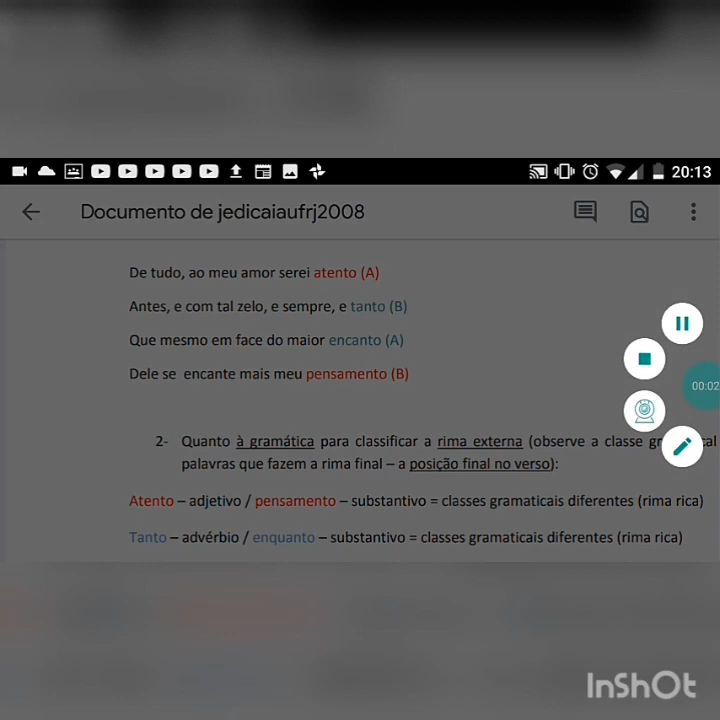 20:13
Documento de jedicaiaufrj2008
De tudo, ao meu amor serei atento (A)
Antes, e com tal zelo, e sempre, e tanto (B)
Que mesmo em face do maior encanto (A)
Dele se encante mais meu pensamento (B)
00:02
2- Quanto à gramática para classificar a rima externa (observe a classe
palavras que fazem a rima final – a posição final no verso):
Atento – adjetivo / pensamento – substantivo = classes gramaticais diferentes (rima rica)
Tanto – advérbio / enquanto – substantivo = classes gramaticais diferentes (rima rica)
InShOt